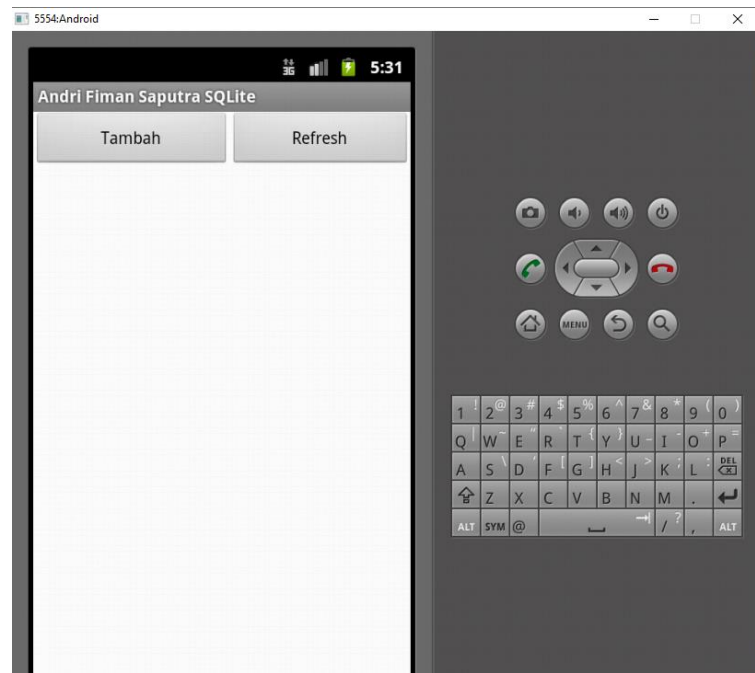 5554:Android
3G 5:31
Andri Fiman Saputra SQLite
Tambah Refresh
MENU
1 ! 2 @ 3 # 4 $ 5 % 6 ^ 7 & 8 * 9 ( 0 )
Q | W ~ E " R ` T { Y } U - I - O + P =
A S \ D ' F [ G ] H < J > K ; L : DEL
Z X C V B N M .
ALT SYM @ / ? , ALT